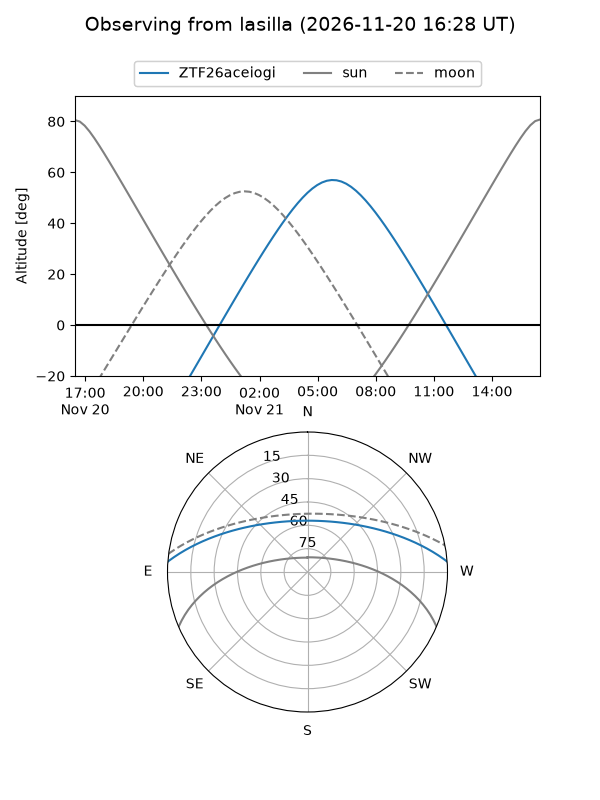 Observing from lasilla (2026-11-20 16:28 UT)
ZTF26aceiogi sun moon
Altitude [deg]
80
60
40
20
0
−20
17:00 20:00 23:00 02:00 05:00 08:00 11:00 14:00
Nov 20 Nov 21
N
NE NW
15
30
45
60
75
E W
SE SW
S